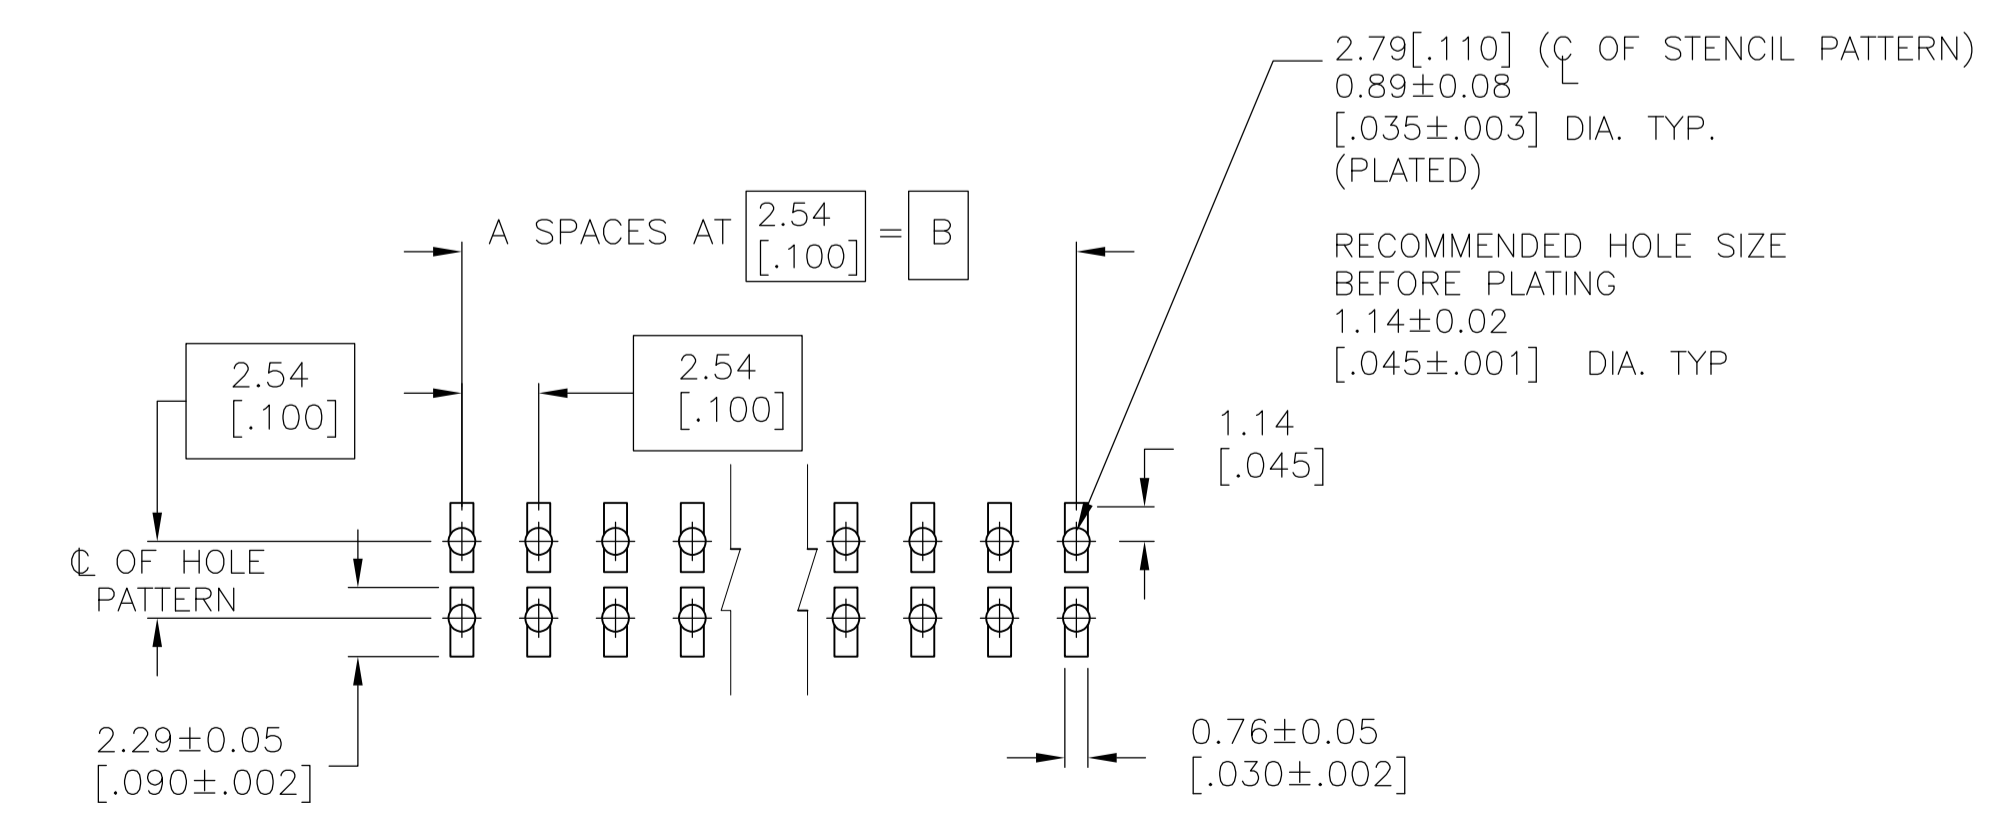 2.79[.110] (℄ OF STENCIL PATTERN)
0.89±0.08
[.035±.003] DIA. TYP.
(PLATED)
A SPACES AT 2.54 [.100] = B
RECOMMENDED HOLE SIZE
BEFORE PLATING
1.14±0.02
[.045±.001] DIA. TYP
2.54
[.100]
2.54
[.100]
1.14
[.045]
℄ OF HOLE
PATTERN
2.29±0.05
[.090±.002]
0.76±0.05
[.030±.002]